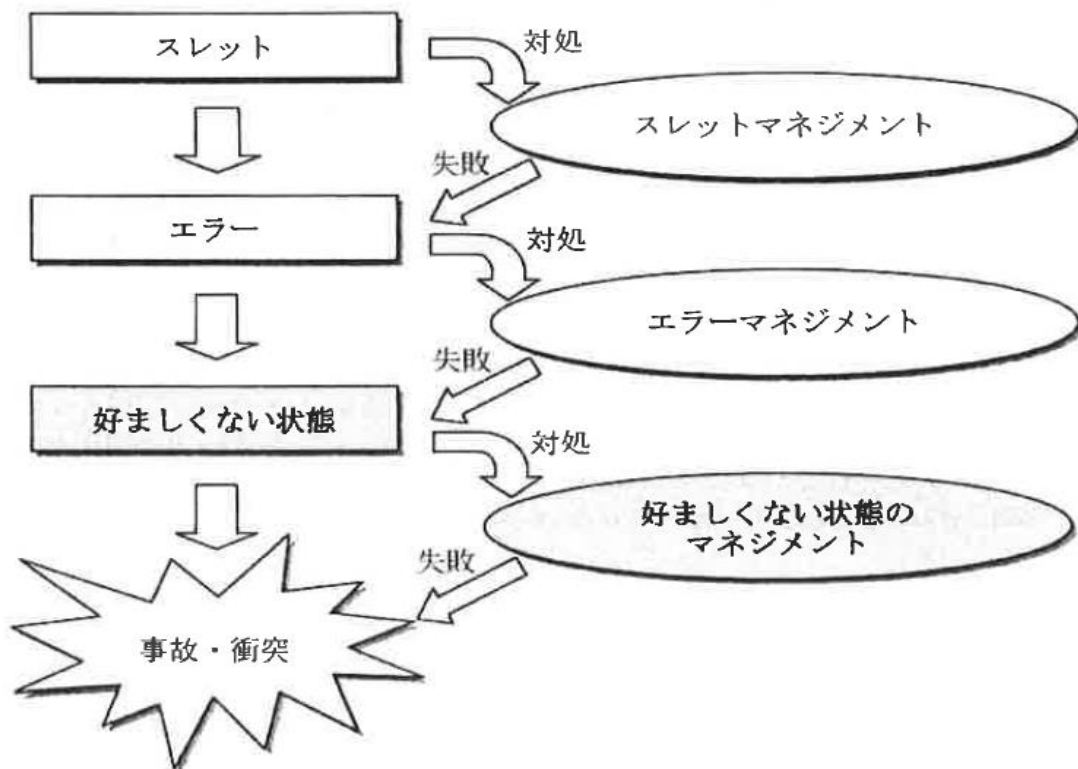 スレット
対処
スレットマネジメント
失敗
エラー
対処
エラーマネジメント
失敗
好ましくない状態
対処
好ましくない状態の
マネジメント
失敗
事故・衝突